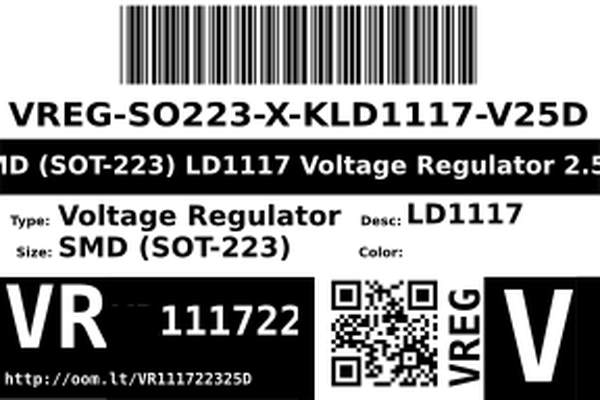 VREG-SO223-X-KLD1117-V25D
MD (SOT-223) LD1117 Voltage Regulator 2.5
Type: Voltage Regulator Desc: LD1117
Size: SMD (SOT-223) Color:
VR 111722
http://oom.lt/VR111722325D
VREG
V